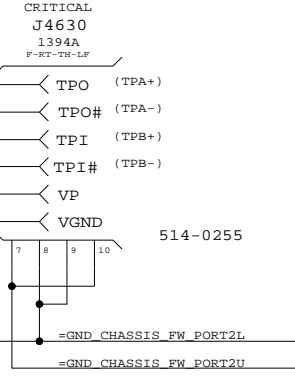 CRITICAL
J4630
1394A
F-RT-TH-LF
TPO (TPA+)
TPO# (TPA-)
TPI (TPB+)
TPI# (TPB-)
VP
VGND
514-0255
7 8 9 10
=GND_CHASSIS_FW_PORT2L
=GND_CHASSIS_FW_PORT2U